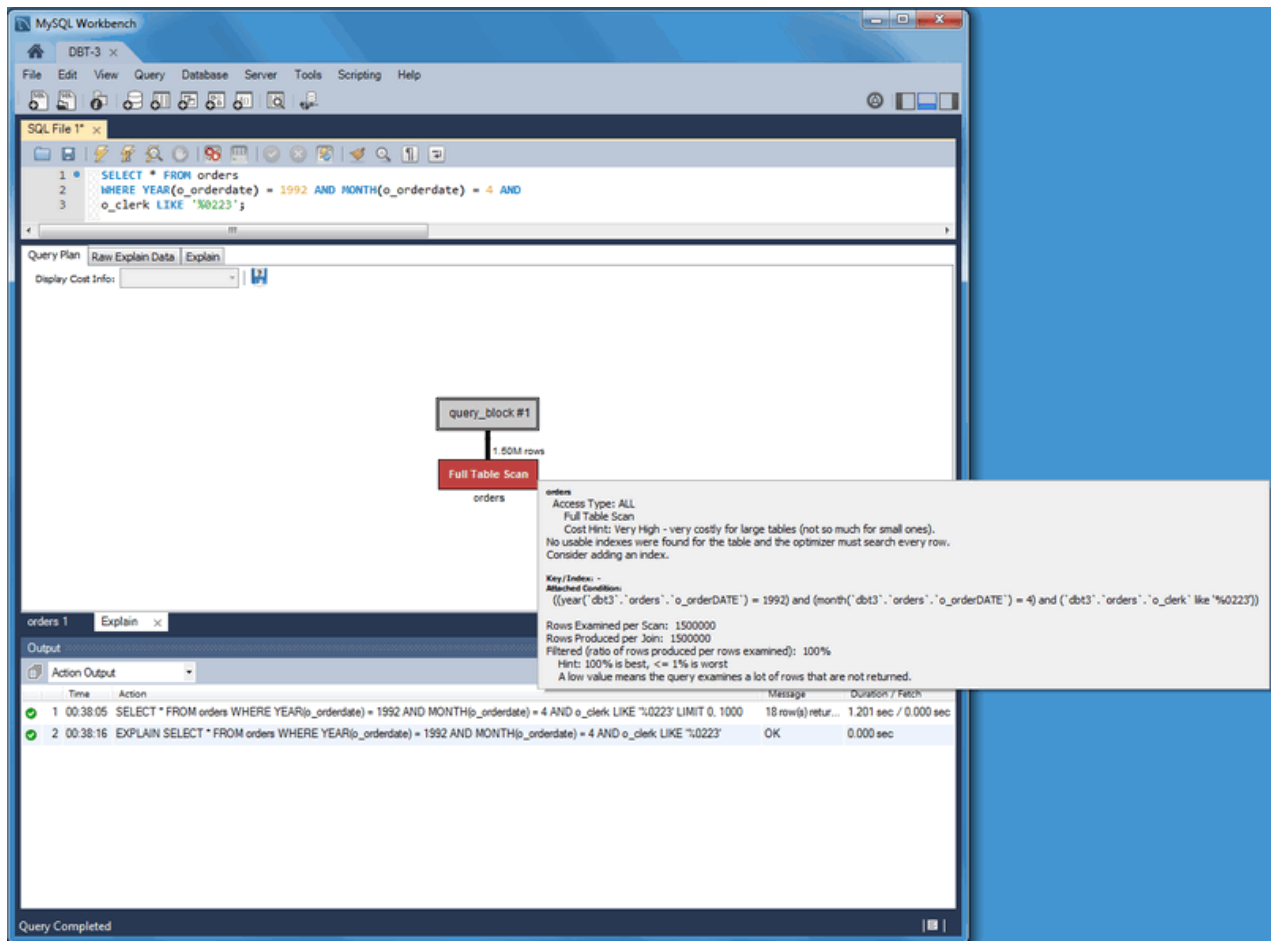 MySQL Workbench
DBT-3
File Edit View Query Database Server Tools Scripting Help
SQL File 1*
1 SELECT * FROM orders
2 WHERE YEAR(o_orderdate) = 1992 AND MONTH(o_orderdate) = 4 AND
3 o_clerk LIKE '%0223';
Query Plan Raw Explain Data Explain
Display Cost Info:
query_block #1
1.50M rows
Full Table Scan
orders
orders
Access Type: ALL
Full Table Scan
Cost Hint: Very High - very costly for large tables (not so much for small ones).
No usable indexes were found for the table and the optimizer must search every row.
Consider adding an index.
Key/Index: -
Attached Condition:
((year(`dbt3`.`orders`.`o_orderDATE`) = 1992) and (month(`dbt3`.`orders`.`o_orderDATE`) = 4) and (`dbt3`.`orders`.`o_clerk` like '%0223'))
Rows Examined per Scan: 1500000
Rows Produced per Join: 1500000
Filtered (ratio of rows produced per rows examined): 100%
Hint: 100% is best, <= 1% is worst
A low value means the query examines a lot of rows that are not returned.
orders 1 Explain
Output
Action Output
Time Action Message Duration / Fetch
1 00:38:05 SELECT * FROM orders WHERE YEAR(o_orderdate) = 1992 AND MONTH(o_orderdate) = 4 AND o_clerk LIKE '%0223' LIMIT 0, 1000 18 row(s) retur... 1.201 sec / 0.000 sec
2 00:38:16 EXPLAIN SELECT * FROM orders WHERE YEAR(o_orderdate) = 1992 AND MONTH(o_orderdate) = 4 AND o_clerk LIKE '%0223' OK 0.000 sec
Query Completed